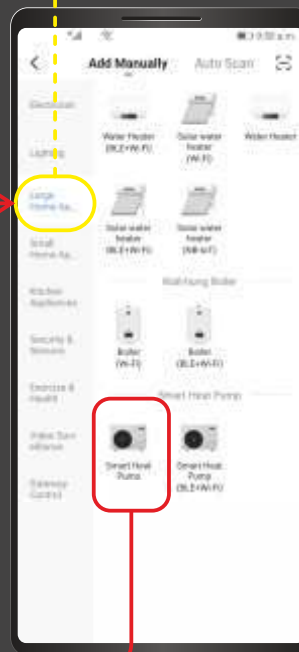 Add Manually
Auto Scan
Electrician
Lighting
Large
Home Ap...
Small
Home Ap...
Kitchen
Appliances
Security &
Sensors
Exercise &
Health
Gateway
Control
Water Heater
(BLE+Wi-Fi)
Solar water
heater
(Wi-Fi)
Water Heater
Solar water
heater
(BLE+Wi-Fi)
Solar water
heater
(NB-IoT)
Wall-hung Boiler
Boiler
(Wi-Fi)
Boiler
(BLE+Wi-Fi)
Smart Heat Pump
Smart Heat
Pump
Smart Heat
Pump
(BLE+Wi-Fi)